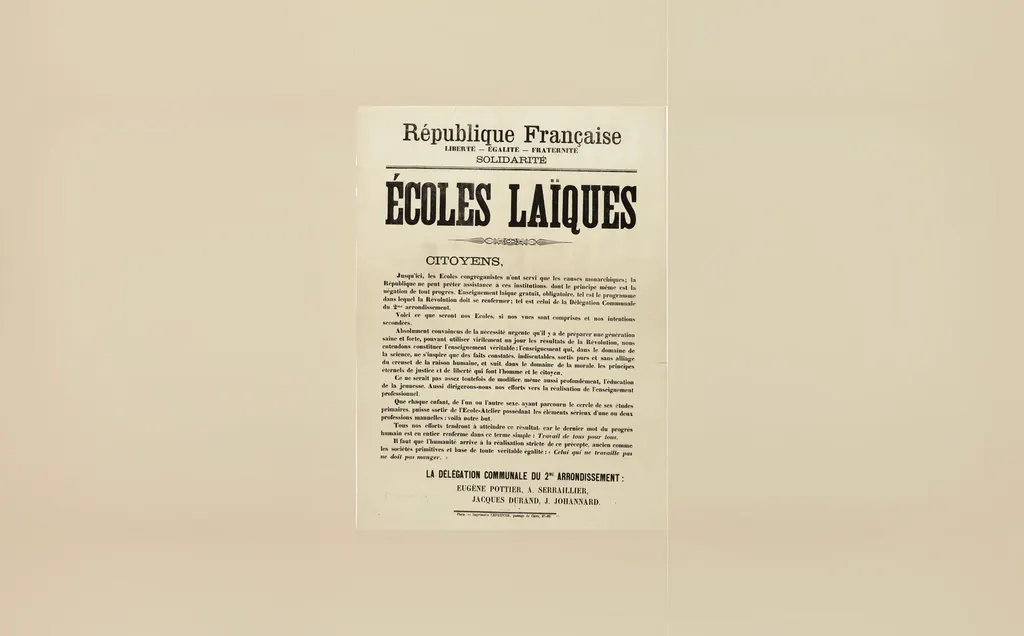 République Française
LIBERTÉ — ÉGALITÉ — FRATERNITÉ
SOLIDARITÉ
ÉCOLES LAÏQUES
CITOYENS,
Jusqu'ici, les Ecoles congréganistes n'ont servi que les causes monarchiques; la
République ne peut prêter assistance à ces institutions, dont le principe même est la
négation de tout progrès. Enseignement laïque gratuit, obligatoire, tel est le programme
dans lequel la Révolution doit se renfermer; tel est celui de la Délégation Communale
du 2me arrondissement.
Voici ce que seront nos Ecoles, si nos vues sont comprises et nos intentions
secondées.
Absolument convaincus de la nécessité urgente qu'il y a de préparer une génération
saine et forte, pouvant utiliser virilement un jour les résultats de la Révolution, nous
entendons constituer l'enseignement véritable: l'enseignement qui, dans le domaine de
la science, ne s'inspire que des faits constatés, indiscutables, sortis purs et sans alliage
du creuset de la raison humaine, et suit, dans le domaine de la morale, les principes
éternels de justice et de liberté qui font l'homme et le citoyen.
Ce ne serait pas assez toutefois de modifier, même aussi profondément, l'éducation
de la jeunesse. Aussi dirigerons-nous nos efforts vers la réalisation de l'enseignement
professionnel.
Que chaque enfant, de l'un ou l'autre sexe, ayant parcouru le cercle de ses études
primaires, puisse sortir de l'Ecole-Atelier possédant les éléments sérieux d'une ou deux
professions manuelles : voilà notre but.
Tous nos efforts tendront à atteindre ce résultat, car le dernier mot du progrès
humain est en entier renfermé dans ce terme simple : Travail de tous pour tous.
Il faut que l'humanité arrive à la réalisation stricte de ce précepte, ancien comme
les sociétés primitives et base de toute véritable égalité : « Celui qui ne travaille pas
ne doit pas manger. »
LA DÉLÉGATION COMMUNALE DU 2me ARRONDISSEMENT :
EUGÈNE POTTIER, A. SERRAILLIER,
JACQUES DURAND, J. JOHANNARD.
Paris. — Imprimerie passage du Caire,